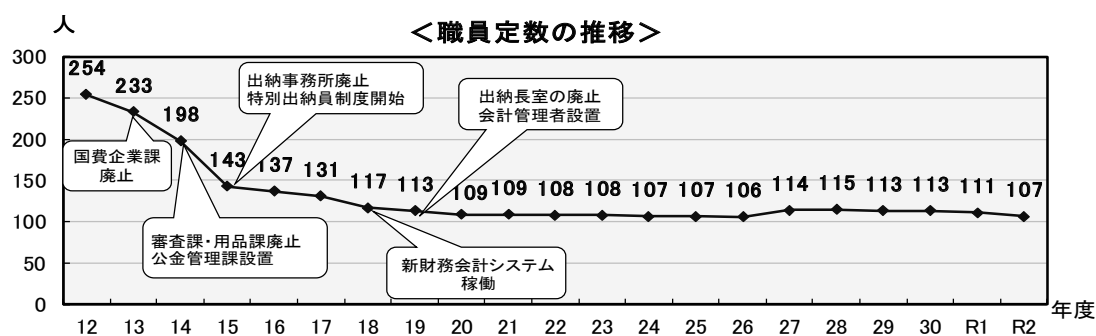 人
＜職員定数の推移＞
300
250
200
150
100
50
0
254
233
198
143
137
131
117
113
109
109
108
108
107
107
106
114
115
113
113
111
107
国費企業課
廃止
審査課・用品課廃止
公金管理課設置
出納事務所廃止
特別出納員制度開始
新財務会計システム
稼働
出納長室の廃止
会計管理者設置
12 13 14 15 16 17 18 19 20 21 22 23 24 25 26 27 28 29 30 R1 R2
年度